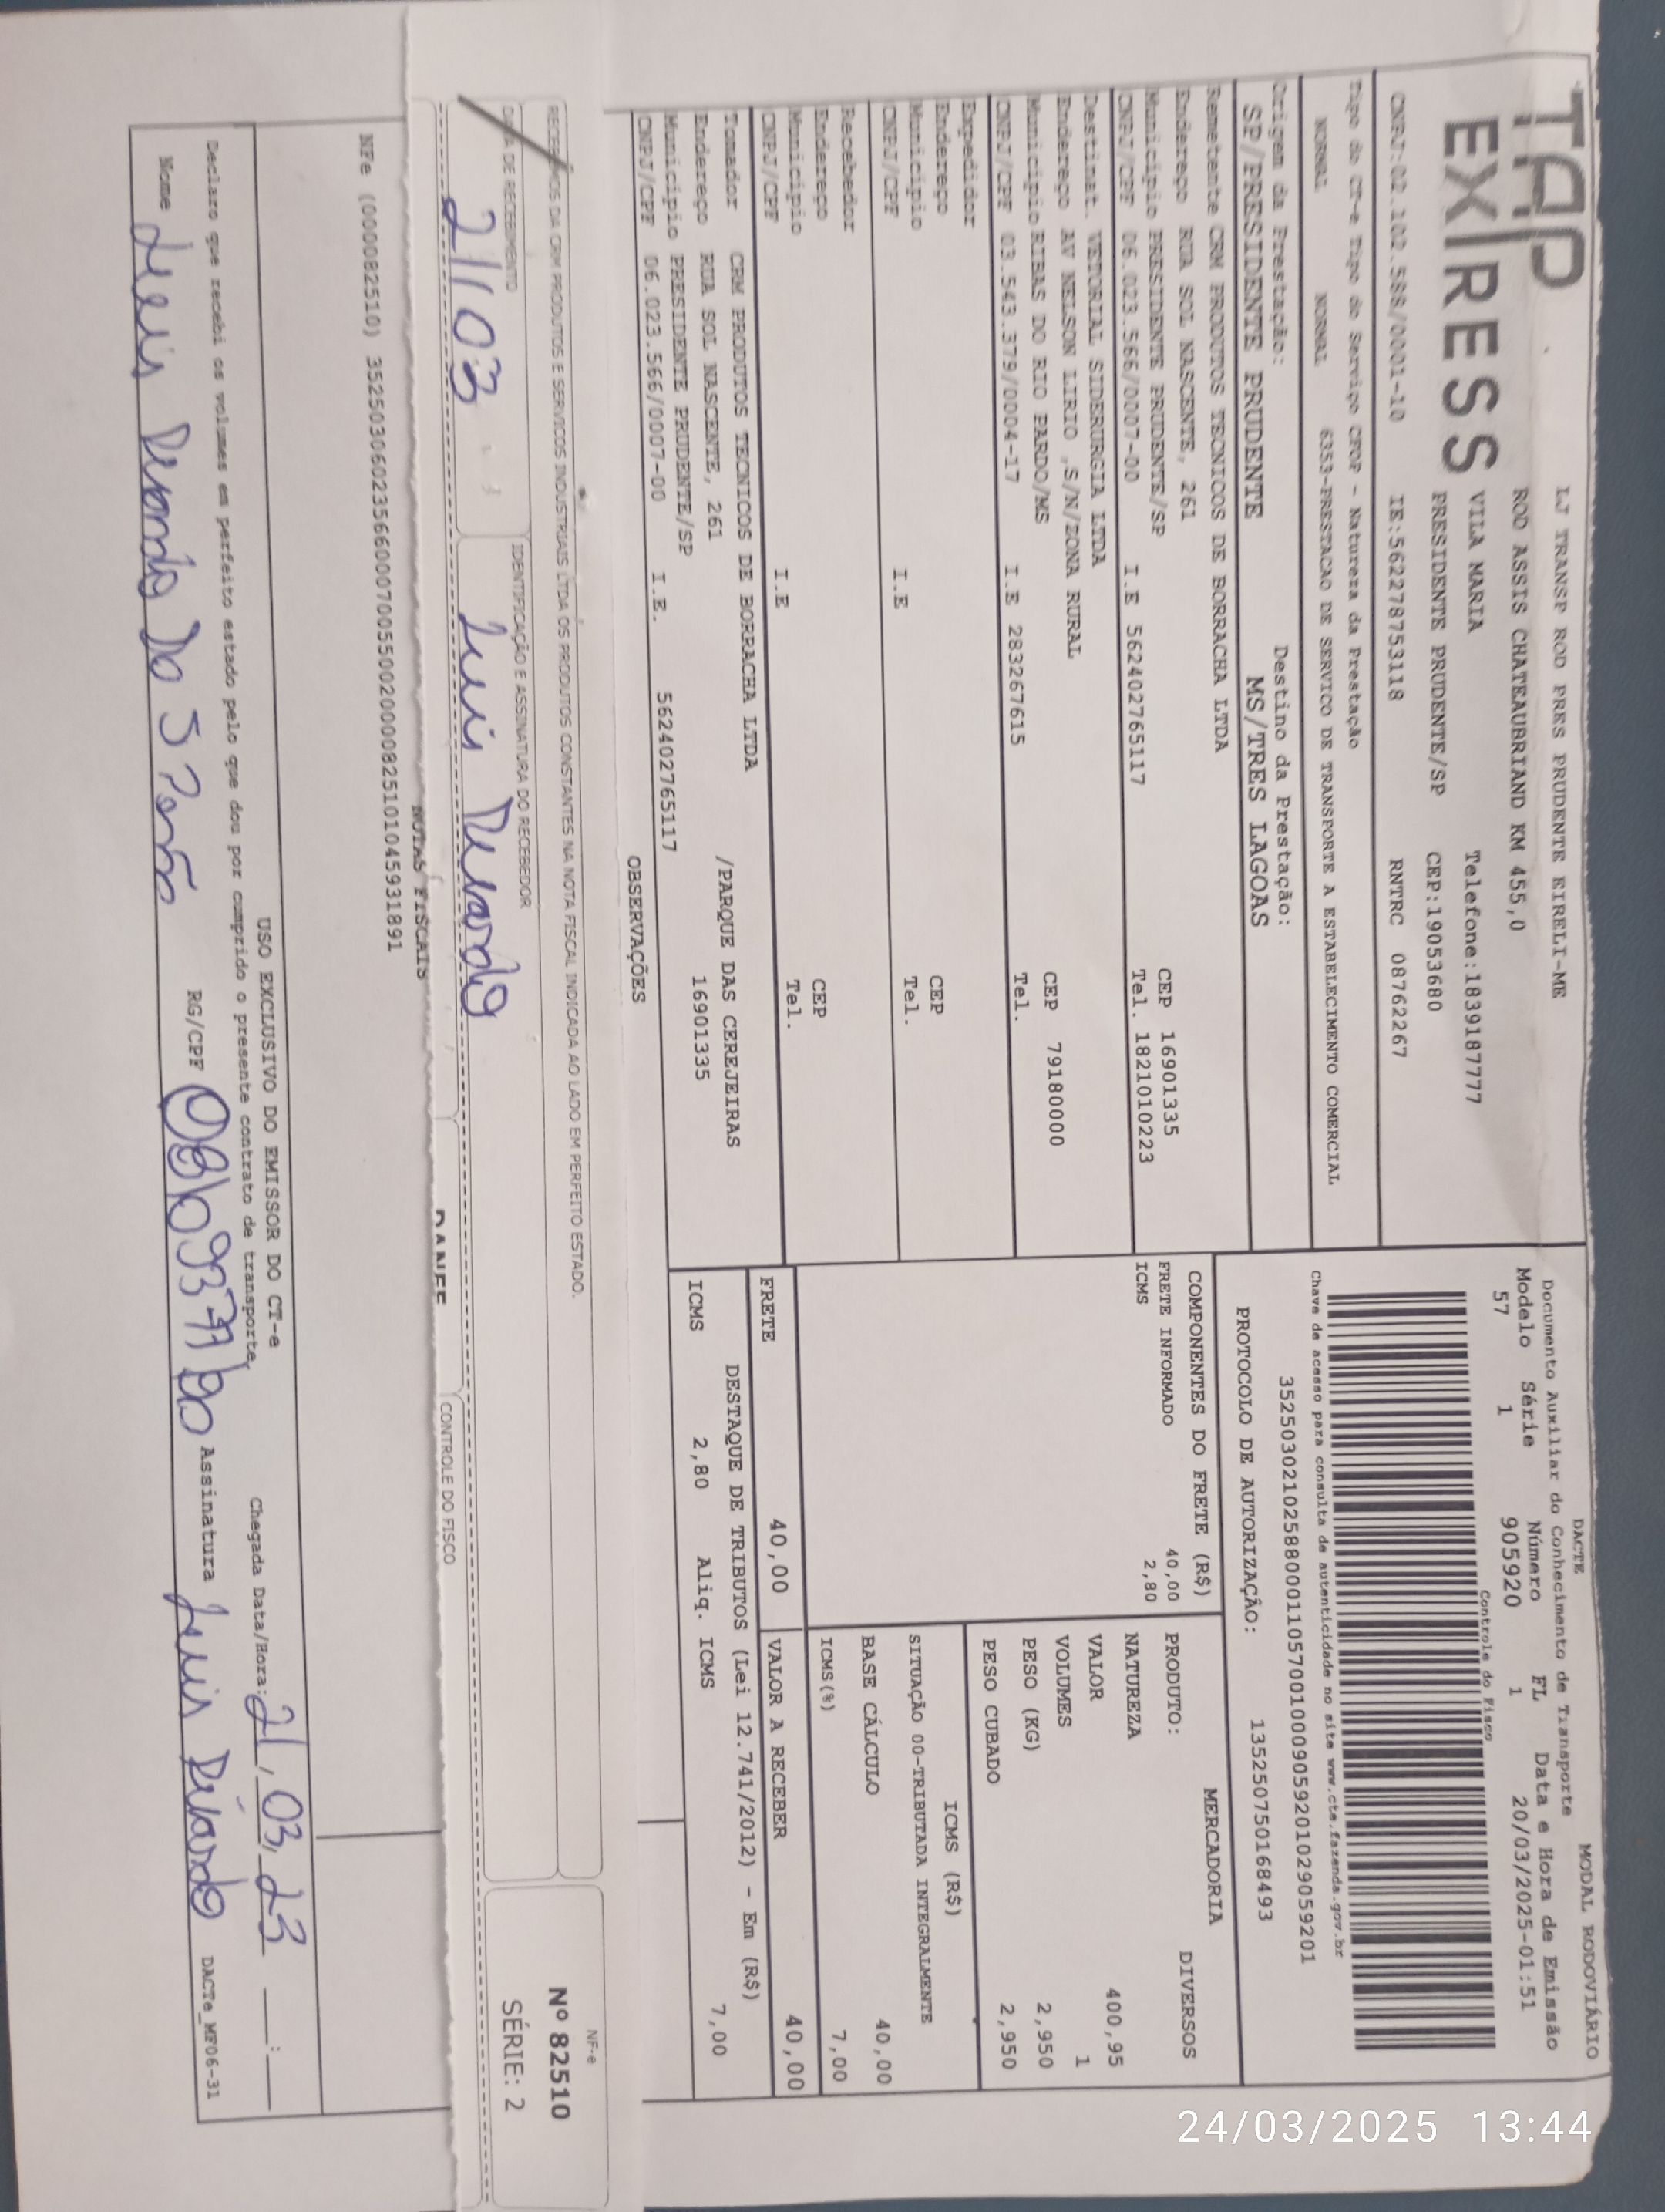 TAP
EXPRESS
LJ TRANSP ROD PRES PRUDENTE EIRELI-ME
ROD ASSIS CHATEAUBRIAND KM 455,0
VILA MARIA Telefone:1839187777
PRESIDENTE PRUDENTE/SP CEP:19053680
CNPJ:02.102.588/0001-10 IE:562278753118 RNTRC 08762267
Tipo do CT-e Tipo do Serviço CFOP - Natureza da Prestação
NORMAL NORMAL 6353-PRESTACAO DE SERVICO DE TRANSPORTE A ESTABELECIMENTO COMERCIAL
Origem da Prestação: Destino da Prestação:
SP/PRESIDENTE PRUDENTE MS/TRES LAGOAS
Remetente CRM PRODUTOS TECNICOS DE BORRACHA LTDA
Endereço RUA SOL NASCENTE, 261 CEP 16901335
Município PRESIDENTE PRUDENTE/SP Tel. 1821010223
CNPJ/CPF 06.023.566/0007-00 I.E 562402765117
Destinat. VETORIAL SIDERURGIA LTDA
Endereço AV NELSON LIRIO ,S/N/ZONA RURAL CEP 79180000
Município RIBAS DO RIO PARDO/MS Tel.
CNPJ/CPF 03.543.379/0004-17 I.E 283267615
Expedidor
Endereço CEP
Município Tel.
CNPJ/CPF I.E
Recebedor
Endereço CEP
Município Tel.
CNPJ/CPF I.E
Tomador CRM PRODUTOS TECNICOS DE BORRACHA LTDA /PARQUE DAS CEREJEIRAS
Endereço RUA SOL NASCENTE, 261 16901335
Município PRESIDENTE PRUDENTE/SP
CNPJ/CPF 06.023.566/0007-00 I.E. 562402765117
OBSERVAÇÕES
DACTE MODAL RODOVIÁRIO
Documento Auxiliar do Conhecimento de Transporte
Modelo Série Número FL Data e Hora de Emissão
57 1 905920 1 20/03/2025-01:51
Controle do Fisco
Chave de acesso para consulta de autenticidade no site www.cte.fazenda.gov.br
35250302102588000110570010009059201029059201
PROTOCOLO DE AUTORIZAÇÃO: 135250750168493
COMPONENTES DO FRETE (R$)
FRETE INFORMADO 40,00
ICMS 2,80
MERCADORIA
PRODUTO: DIVERSOS
NATUREZA
VALOR 400,95
VOLUMES 1
PESO (KG) 2,950
PESO CUBADO 2,950
ICMS (R$)
SITUAÇÃO 00-TRIBUTADA INTEGRALMENTE
BASE CÁLCULO 40,00
ICMS(%) 7,00
FRETE 40,00 VALOR A RECEBER 40,00
DESTAQUE DE TRIBUTOS (Lei 12.741/2012) - Em (R$)
ICMS 2,80 Aliq. ICMS 7,00
RECEBEMOS DA CRM PRODUTOS E SERVICOS INDUSTRIAIS LTDA OS PRODUTOS CONSTANTES NA NOTA FISCAL INDICADA AO LADO EM PERFEITO ESTADO.
DATA DE RECEBIMENTO IDENTIFICAÇÃO E ASSINATURA DO RECEBEDOR
21/03
NF-e
Nº 82510
SÉRIE: 2
NOTAS FISCAIS
DANFE
CONTROLE DO FISCO
NFe (000082510) 35250306023566000700550020000825101045931891
USO EXCLUSIVO DO EMISSOR DO CT-e
Declaro que recebi os volumes em perfeito estado pelo que dou por cumprido o presente contrato de transporte, Chegada Data/Hora: 21, 03, 23 __:__
Nome RG/CPF Assinatura DACTe_MF06-31
24/03/2025 13:44